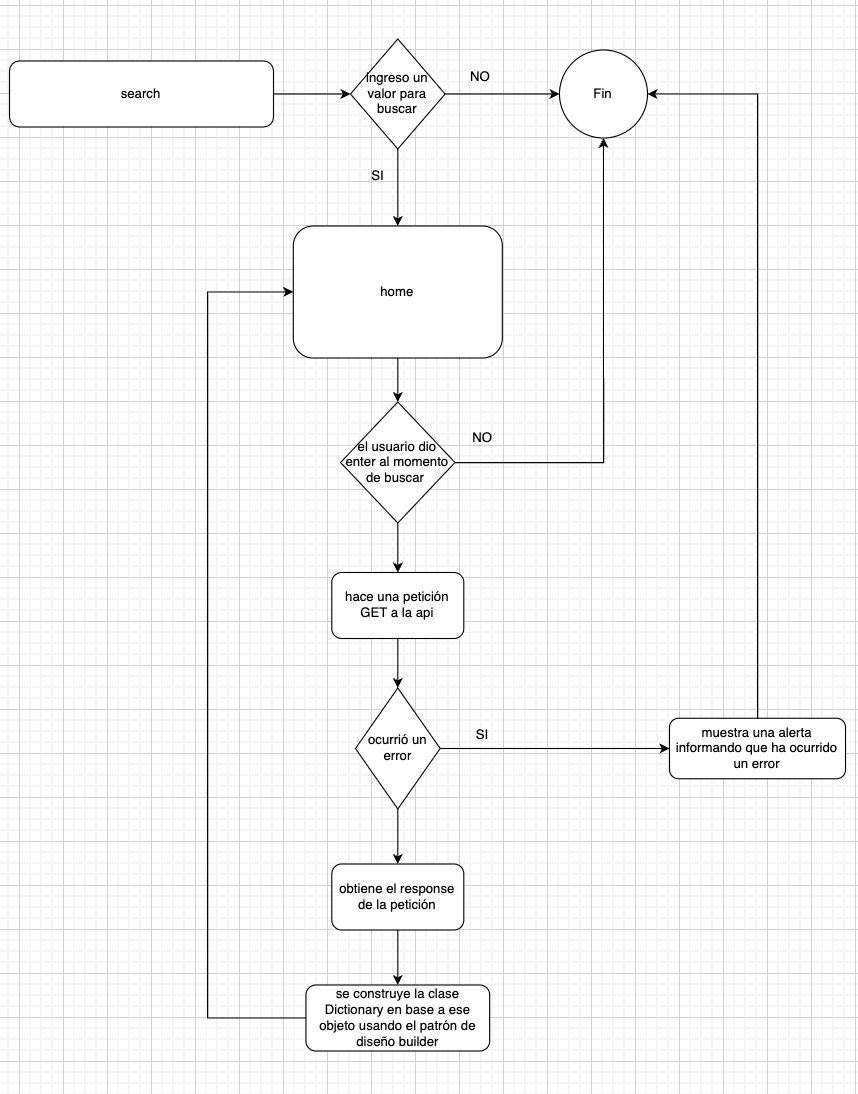 search
ingreso un
valor para
buscar
NO
Fin
SI
home
el usuario dio
enter al momento
de buscar
NO
hace una petición
GET a la api
ocurrió un
error
SI
muestra una alerta
informando que ha ocurrido
un error
obtiene el response
de la petición
se construye la clase
Dictionary en base a ese
objeto usando el patrón de
diseño builder